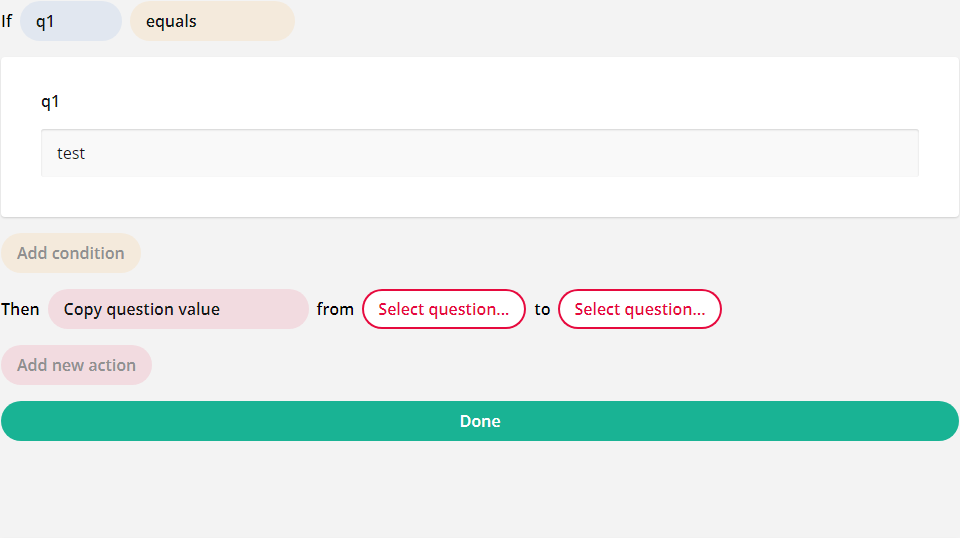 If q1 equals
q1
test
Add condition
Then Copy question value from Select question... to Select question...
Add new action
Done